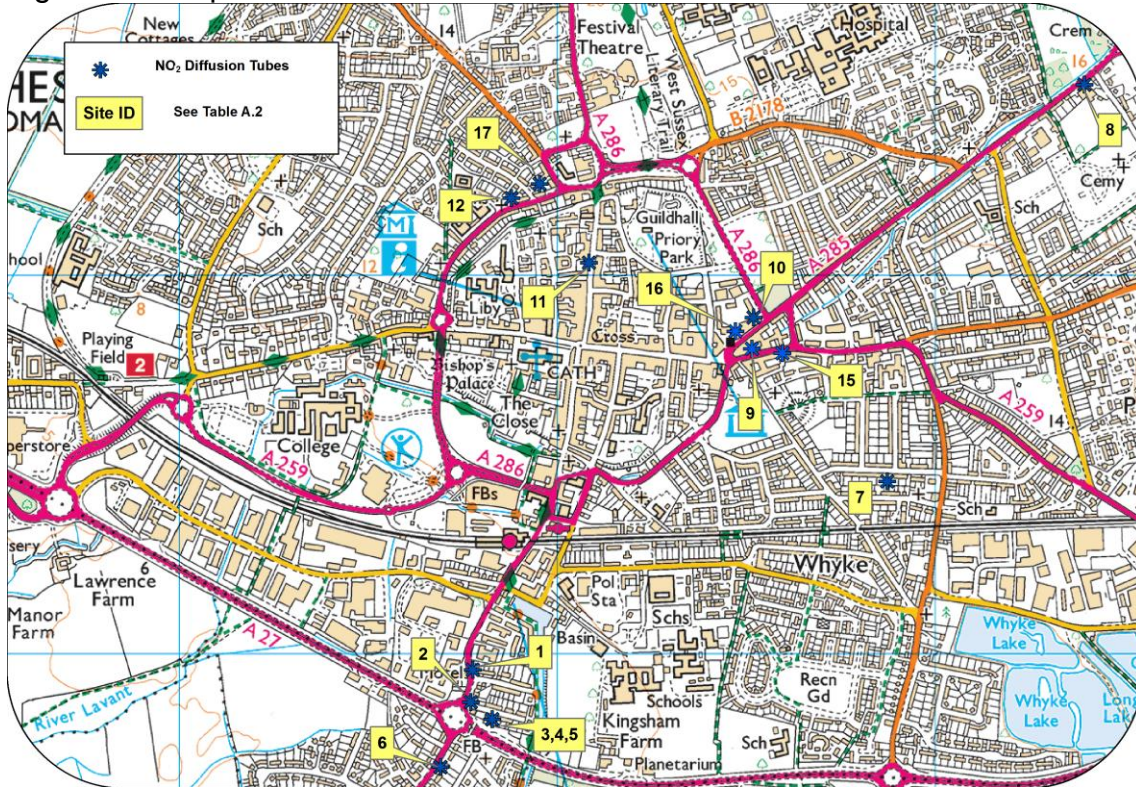 New
Cottages
14
Festival
Theatre
West Sussex
Literary Trail
15
Hospital
Crem
16
NO₂ Diffusion Tubes
Site ID
See Table A.2
8
B 2178
A 286
17
12
Sch
Cemy
Sch
M
12
Guildhall
Priory
Park
A 286
A 285
10
16
11
Liby
8
Playing
Field
2
Cross
Bishop's
Palace
CATH
The
Close
15
9
A 259
14
College
A 259
A 286
FBs
7
Sch
6
Lawrence
Farm
Manor
Farm
A 27
Whyke
Pol
Sta
Schs
Basin
Whyke
Lake
Whyke
Lake
River Lavant
2
1
Recn
Gd
Schools
Kingsham
Farm
3,4,5
6
FB
Sch
Planetarium